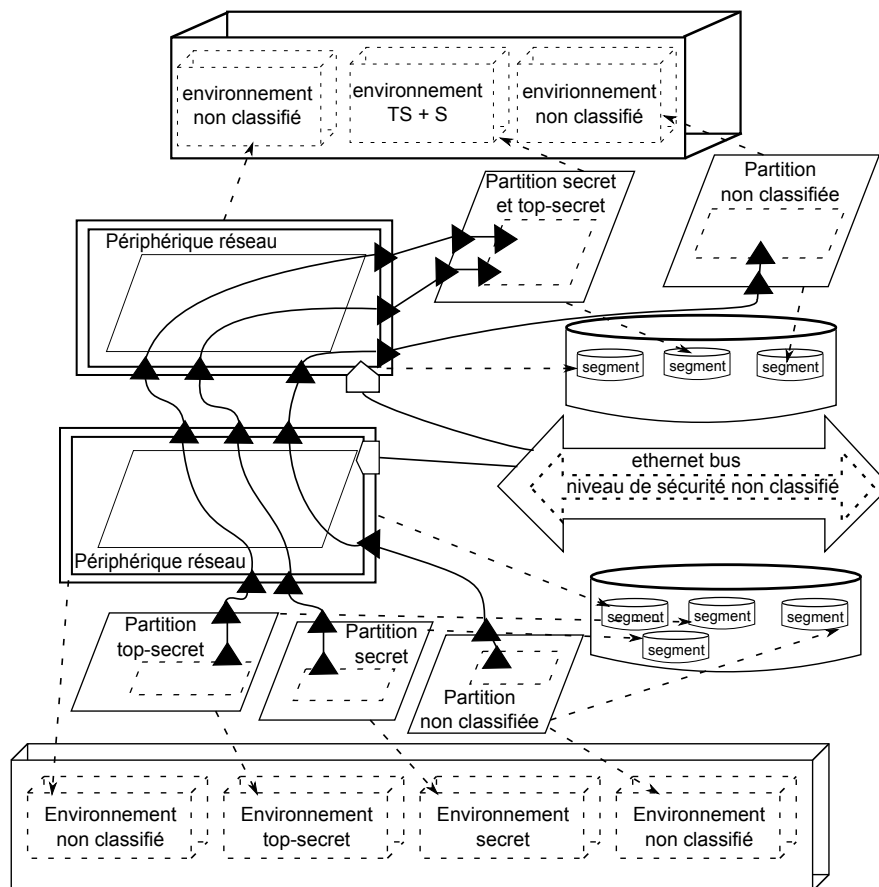 environnement
non classifié
environnement
TS + S
envirionnement
non classifié
Partition secret
et top-secret
Partition
non classifiée
Périphérique réseau
segment
segment
segment
ethernet bus
niveau de sécurité non classifié
Périphérique réseau
segment
segment
segment
segment
Partition
top-secret
Partition
secret
Partition
non classifiée
Environnement
non classifié
Environnement
top-secret
Environnement
secret
Environnement
non classifié